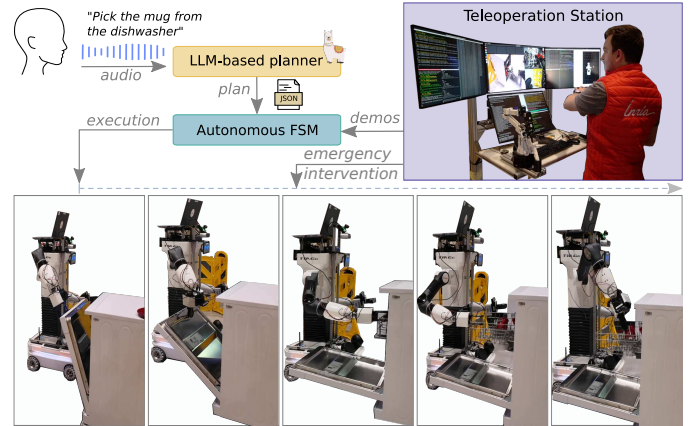 "Pick the mug from
the dishwasher"
audio
LLM-based planner
plan
JSON
Autonomous FSM
execution
demos
emergency
intervention
Teleoperation Station
Inria